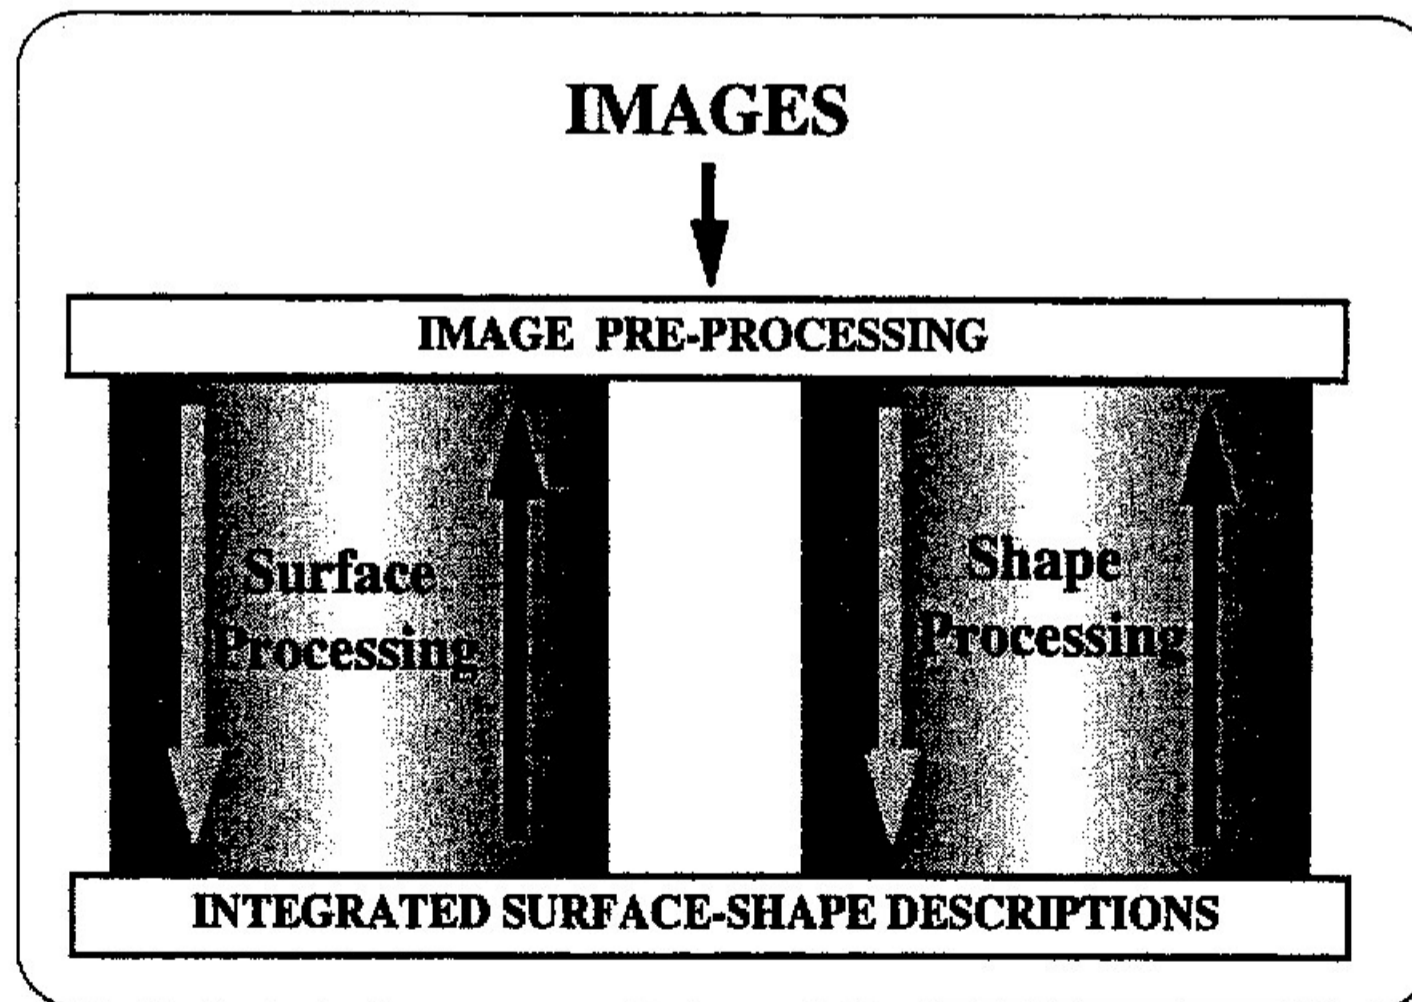 IMAGES
IMAGE PRE-PROCESSING
Surface
Processing
Shape
Processing
INTEGRATED SURFACE-SHAPE DESCRIPTIONS